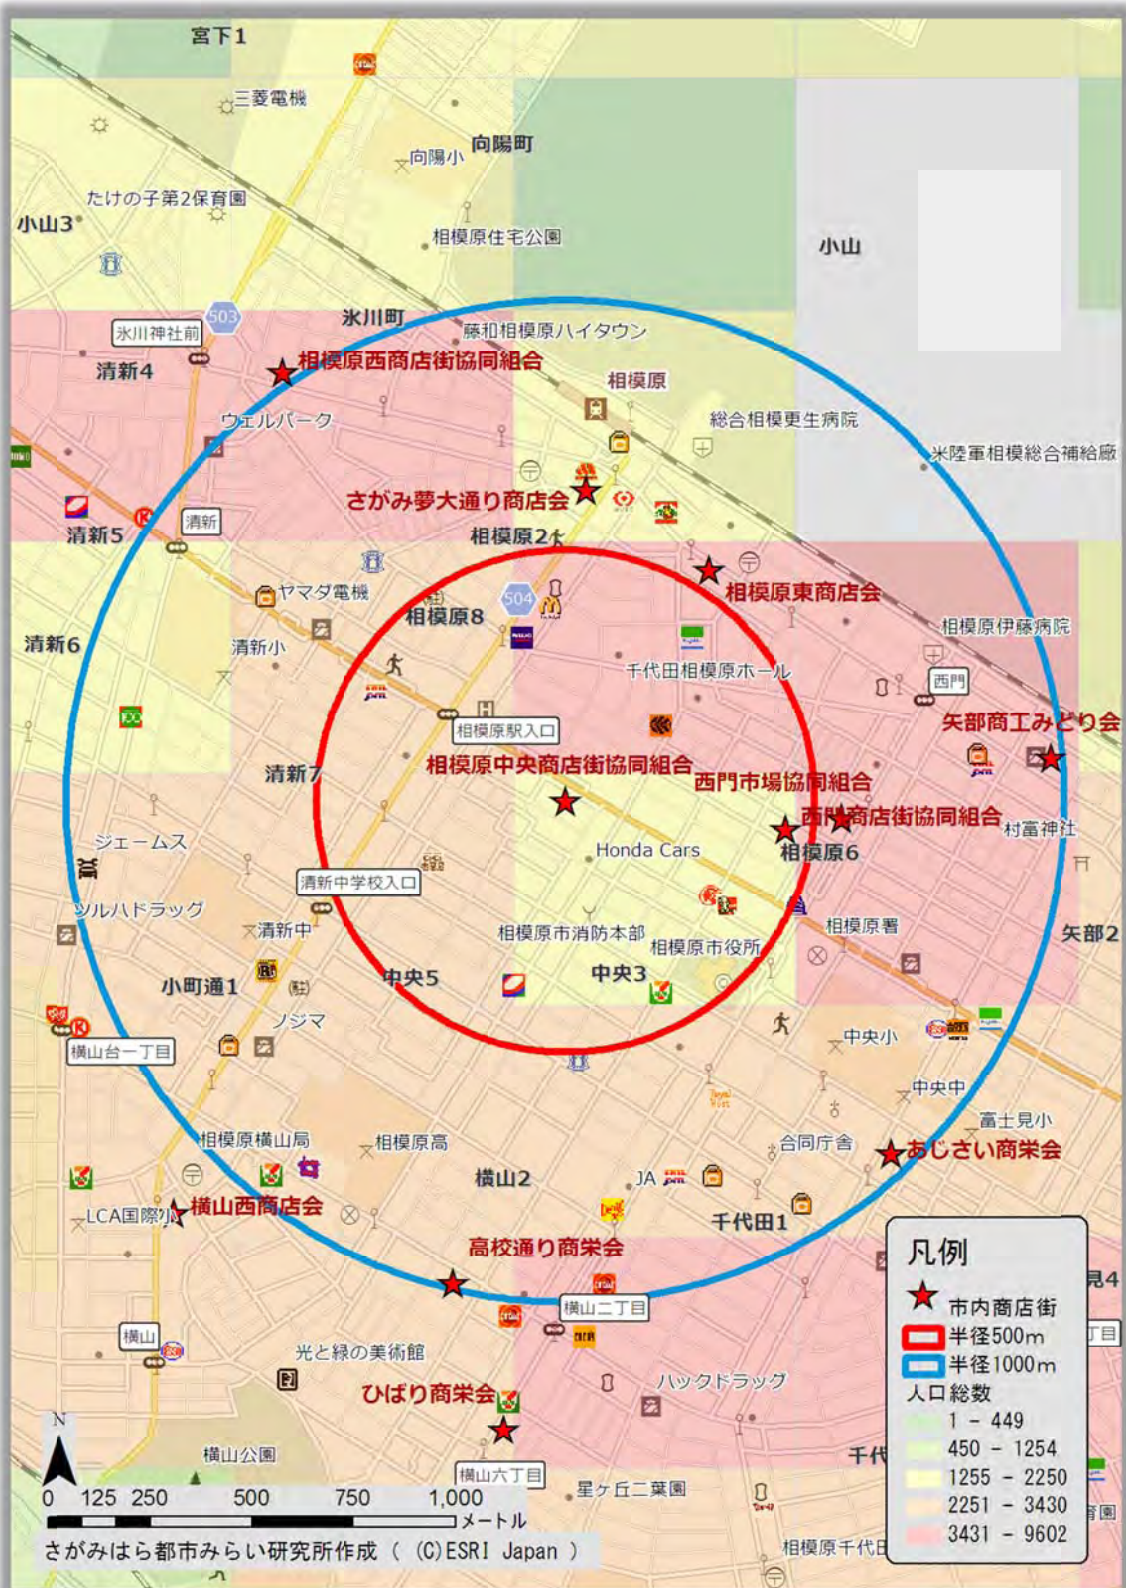 宮下1
三菱電機
向陽町
向陽小
たけの子第2保育園
小山3
相模原住宅公園
小山
503
氷川町
氷川神社前
藤和相模原ハイタウン
清新4
相模原西商店街協同組合
相模原
ウェルパーク
総合相模更生病院
米陸軍相模総合補給廠
さがみ夢大通り商店会
清新5
清新
相模原2
ヤマダ電機
504
相模原東商店会
相模原8
相模原伊藤病院
清新6
清新小
千代田相模原ホール
西門
矢部商工みどり会
相模原駅入口
相模原中央商店街協同組合
西門市場協同組合
清新7
西門商店街協同組合
村富神社
ジェームス
Honda Cars
相模原6
清新中学校入口
ツルハドラッグ
清新中
相模原市消防本部
相模原市役所
相模原署
矢部2
小町通1
中央5
中央3
(駐)
ノジマ
横山台一丁目
中央小
中央中
富士見小
相模原横山局
相模原高
合同庁舎
あじさい商栄会
横山2
JA
LCA国際小
横山西商店会
千代田1
高校通り商栄会
凡例
市内商店街
半径500m
半径1000m
人口総数
1 - 449
450 - 1254
1255 - 2250
2251 - 3430
3431 - 9602
見4
丁目
横山二丁目
横山
光と緑の美術館
ひばり商栄会
ハックドラッグ
横山公園
横山六丁目
千代
星ヶ丘二葉園
育園
相模原千代田
N
0 125 250 500 750 1,000
メートル
さがみはら都市みらい研究所作成 ( (C)ESRI Japan )